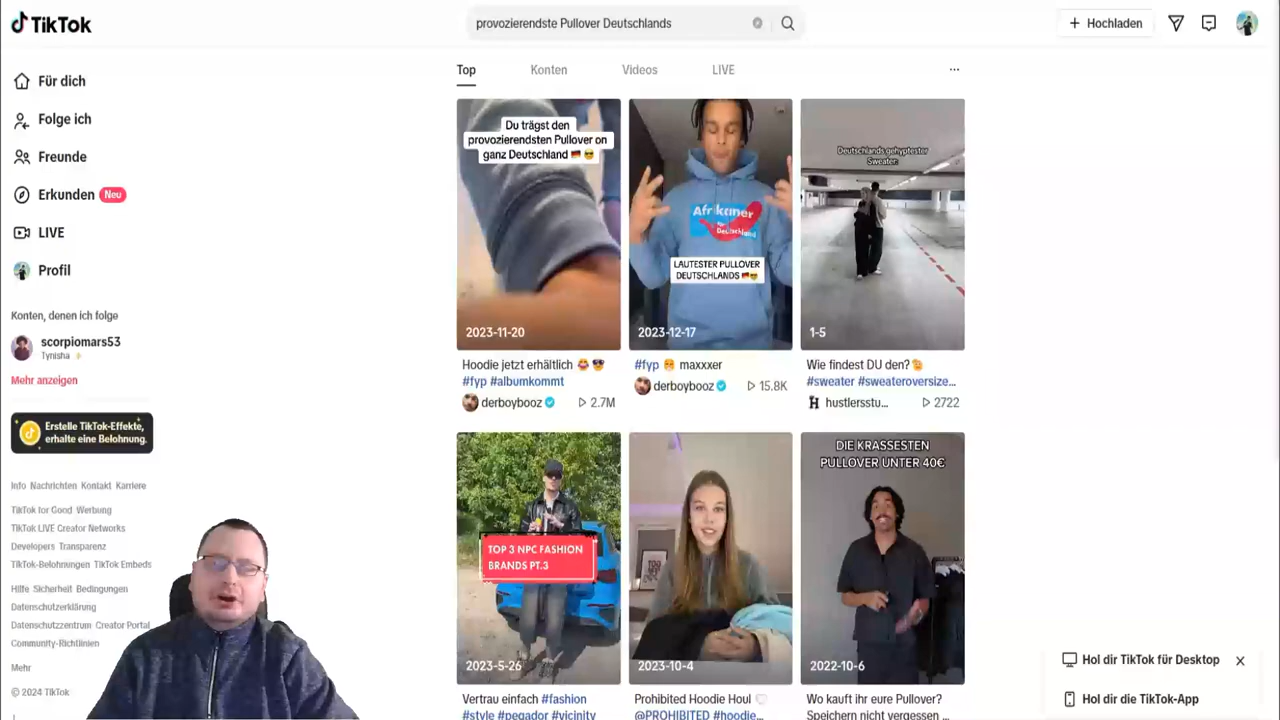 TikTok
provozierendste Pullover Deutschlands
Hochladen
Top
Konten
Videos
LIVE
Für dich
Folge ich
Freunde
Erkunden Neu
LIVE
Profil
Konten, denen ich folge
scorpiomars53
Tynisha
Mehr anzeigen
Erstelle TikTok-Effekte,
erhalte eine Belohnung.
Info Nachrichten Kontakt Karriere
TikTok for Good Werbung
TikTok LIVE Creator Networks
Developers Transparenz
TikTok-Belohnungen TikTok Embeds
Hilfe Sicherheit Bedingungen
Datenschutzerklärung
Datenschutzzentrum Creator Portal
Community-Richtlinien
Mehr
© 2024 TikTok
Du trägst den
provozierendsten Pullover on
ganz Deutschland 🇩🇪 😎
2023-11-20
Hoodie jetzt erhältlich
#fyp #albumkommt
derboybooz
2.7M
Afrikaner
für
Deutschland
LAUTESTER PULLOVER
DEUTSCHLANDS 🇩🇪😎
2023-12-17
#fyp maxxxer
derboybooz
15.8K
Deutschlands gehyptester
Sweater:
1-5
Wie findest DU den?
#sweater #sweateroversize...
hustlersstu...
2722
TOP 3 NPC FASHION
BRANDS PT.3
2023-5-26
Vertrau einfach #fashion
#style #pegador #vicinity
2023-10-4
Prohibited Hoodie Houl
@PROHIBITED #hoodie...
DIE KRASSESTEN
PULLOVER UNTER 40€
2022-10-6
Wo kauft ihr eure Pullover?
Speichern nicht vergessen ...
Hol dir TikTok für Desktop
Hol dir die TikTok-App